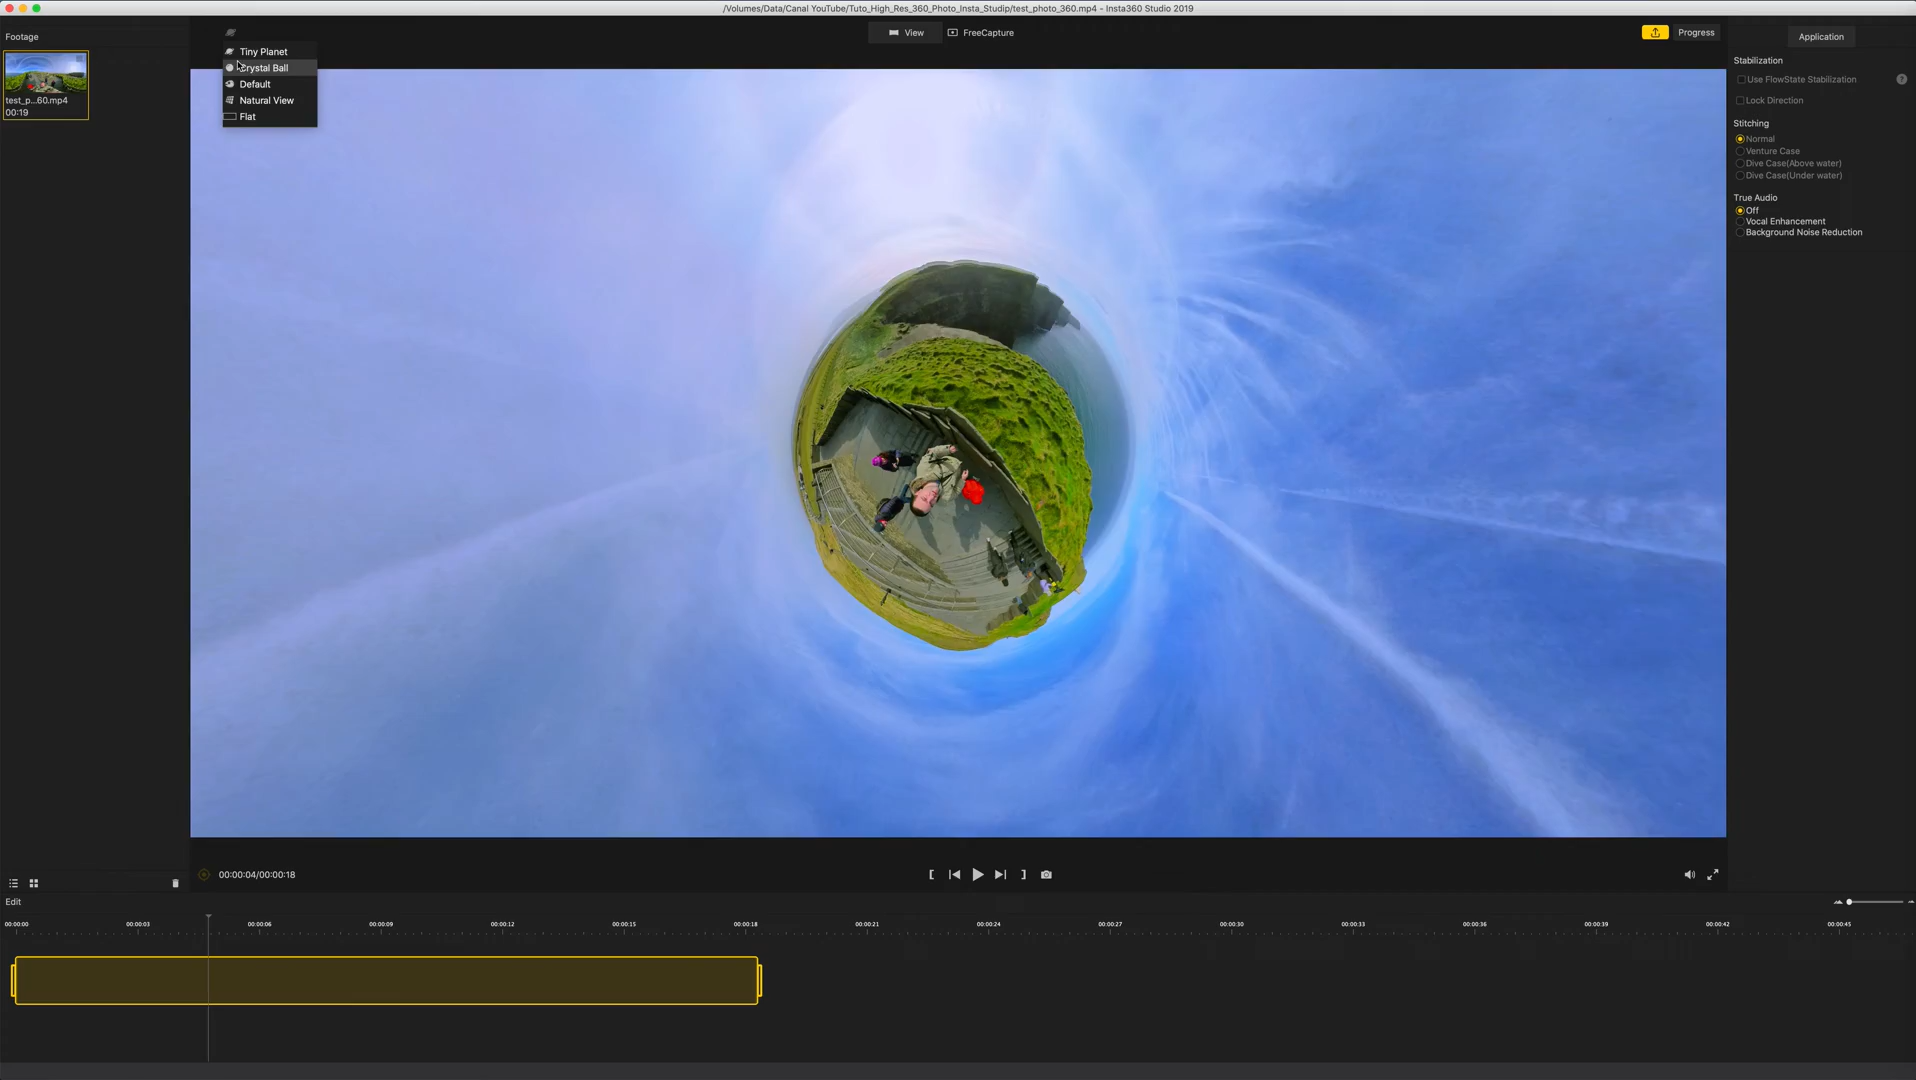 /Volumes/Data/Canal YouTube/Tuto_High_Res_360_Photo_Insta_Studip/test_photo_360.mp4 - Insta360 Studio 2019
Footage
View
FreeCapture
Progress
Application
Tiny Planet
Crystal Ball
Default
Natural View
Flat
test_p...60.mp4
00:19
Stabilization
Use FlowState Stabilization
?
Lock Direction
Stitching
Normal
Venture Case
Dive Case(Above water)
Dive Case(Under water)
True Audio
Off
Vocal Enhancement
Background Noise Reduction
00:00:04/00:00:18
Edit
00:00:00 00:00:03 00:00:06 00:00:09 00:00:12 00:00:15 00:00:18 00:00:21 00:00:24 00:00:27 00:00:30 00:00:33 00:00:36 00:00:39 00:00:42 00:00:45